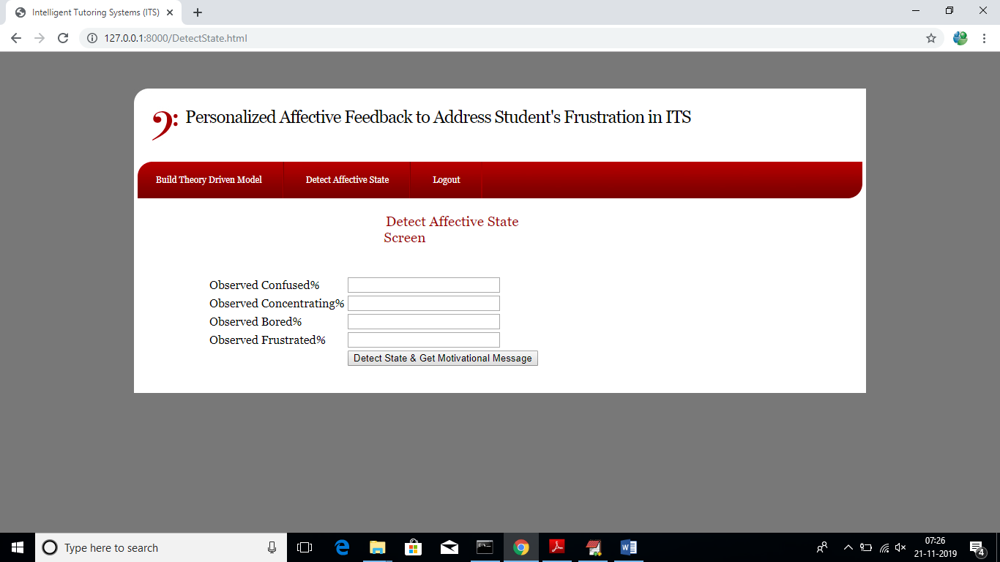 Intelligent Tutoring Systems (ITS)
127.0.0.1:8000/DetectState.html
Personalized Affective Feedback to Address Student's Frustration in ITS
Build Theory Driven Model
Detect Affective State
Logout
Detect Affective State
Screen
Observed Confused%
Observed Concentrating%
Observed Bored%
Observed Frustrated%
Detect State & Get Motivational Message
Type here to search
07:26
21-11-2019
4